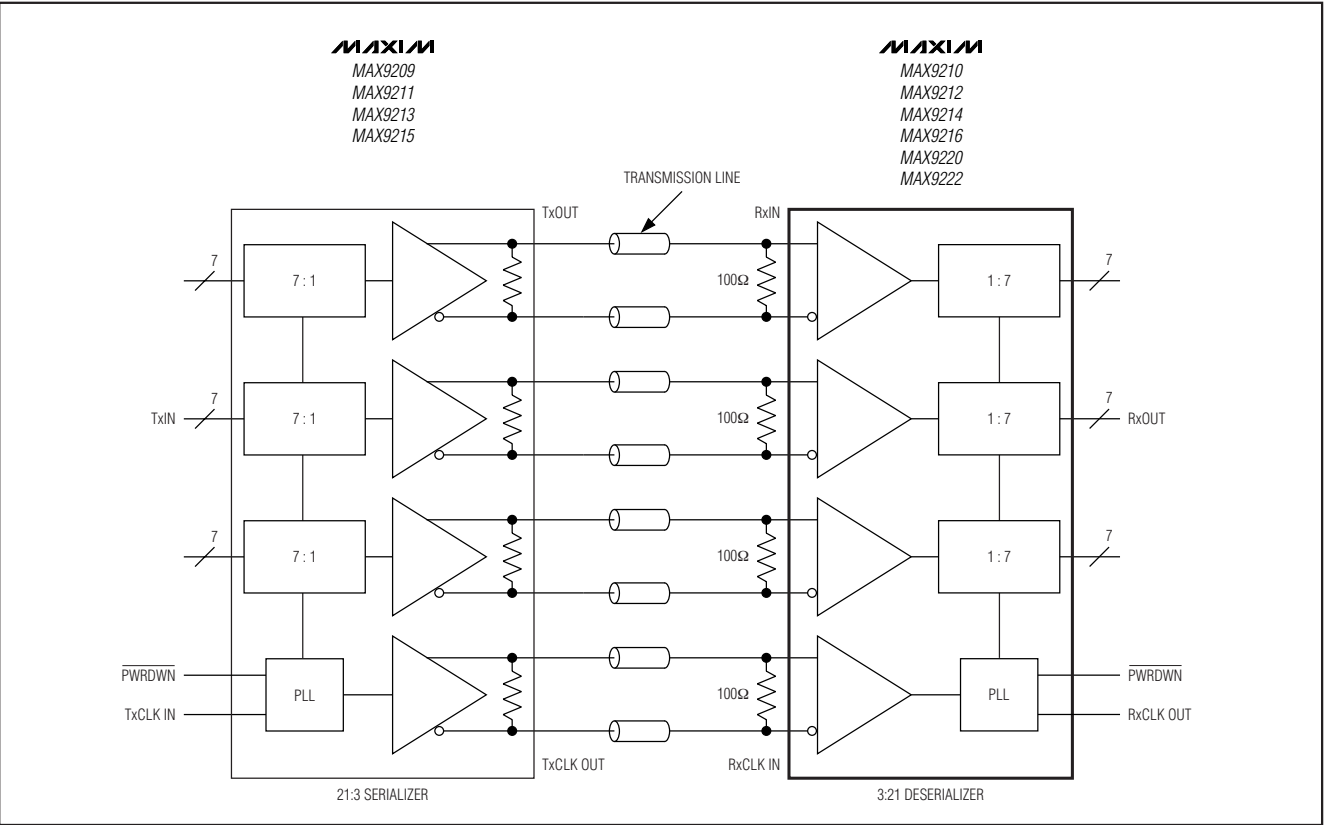 MAXIM
MAX9209
MAX9211
MAX9213
MAX9215
MAXIM
MAX9210
MAX9212
MAX9214
MAX9216
MAX9220
MAX9222
TRANSMISSION LINE
TxOUT
RxIN
7
7 : 1
100Ω
1 : 7
7
TxIN
7
7 : 1
100Ω
1 : 7
7
RxOUT
7
7 : 1
100Ω
1 : 7
7
PWRDWN
TxCLK IN
PLL
100Ω
PLL
PWRDWN
RxCLK OUT
TxCLK OUT
RxCLK IN
21:3 SERIALIZER
3:21 DESERIALIZER